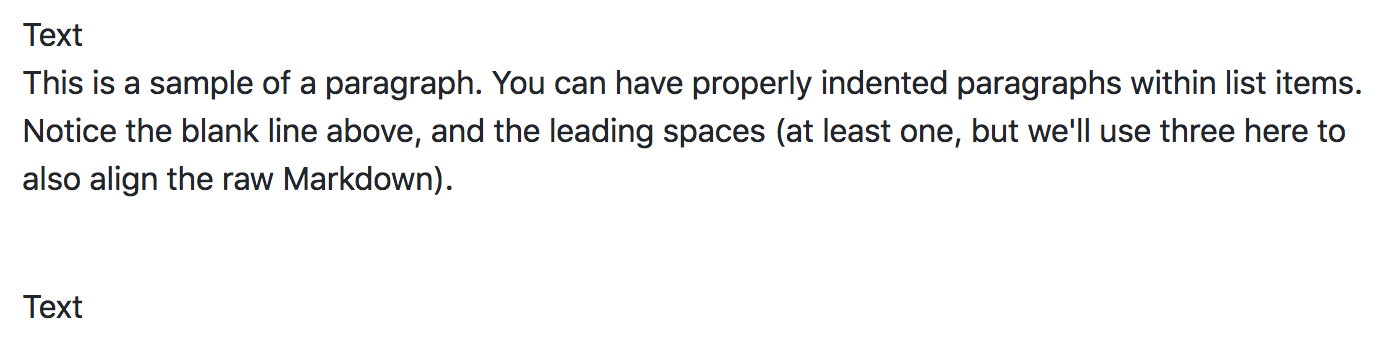 Text
This is a sample of a paragraph. You can have properly indented paragraphs within list items.
Notice the blank line above, and the leading spaces (at least one, but we'll use three here to
also align the raw Markdown).
Text